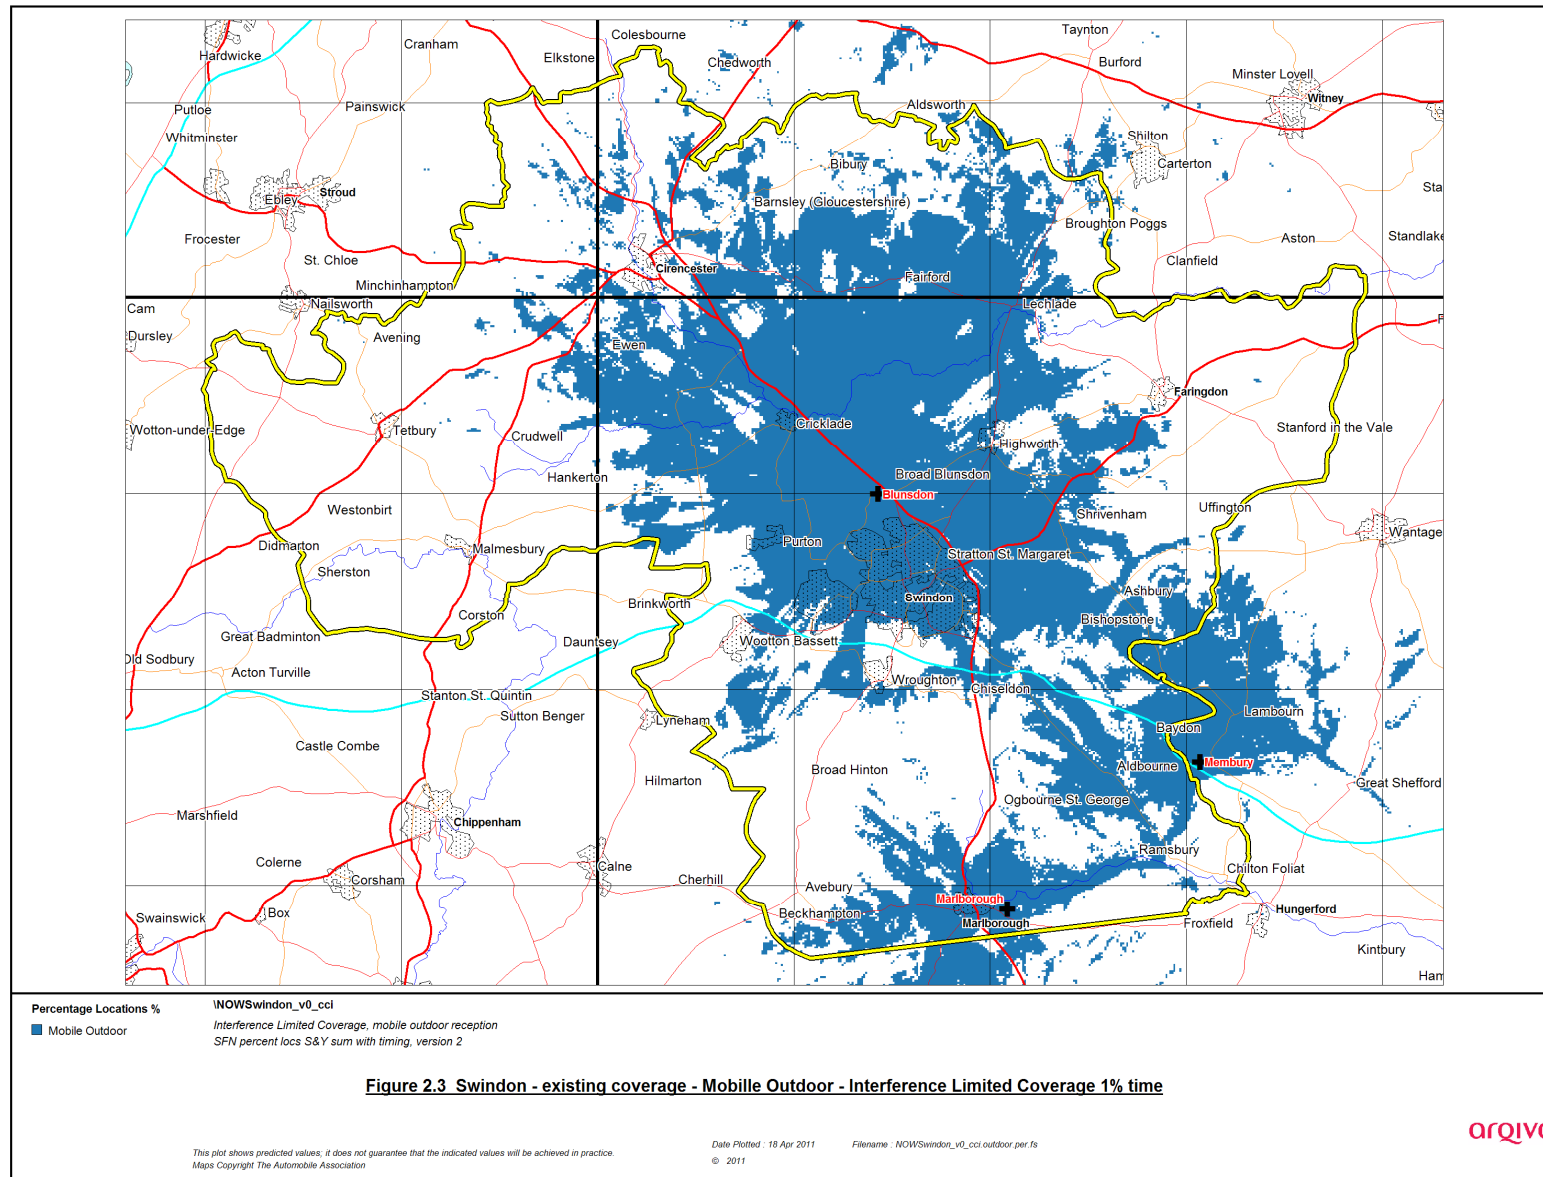 Colesbourne
Taynton
Cranham
Hardwicke
Elkstone
Chedworth
Burford
Minster Lovell
Witney
Putloe
Painswick
Aldsworth
Whitminster
Shilton
Bibury
Carterton
Stroud
Ebley
Sta
Barnsley (Gloucestershire)
Broughton Poggs
Frocester
Aston
Standlake
St. Chloe
Clanfield
Cirencester
Minchinhampton
Fairford
Nailsworth
Lechlade
Cam
Dursley
Avening
Ewen
Faringdon
Wotton-under-Edge
Tetbury
Cricklade
Stanford in the Vale
Crudwell
Highworth
Hankerton
Broad Blunsdon
Blunsdon
Westonbirt
Uffington
Shrivenham
Wantage
Didmarton
Malmesbury
Purton
Stratton St. Margaret
Sherston
Ashbury
Brinkworth
Swindon
Corston
Bishopstone
Great Badminton
Dauntsey
Wootton Bassett
Old Sodbury
Acton Turville
Wroughton
Chiseldon
Stanton St. Quintin
Sutton Benger
Lyneham
Lambourn
Baydon
Castle Combe
Membury
Broad Hinton
Aldbourne
Hilmarton
Great Shefford
Ogbourne St. George
Marshfield
Chippenham
Ramsbury
Colerne
Calne
Chilton Foliat
Corsham
Cherhill
Avebury
Marlborough
Box
Beckhampton
Hungerford
Swainswick
Marlborough
Froxfield
Kintbury
Ham
Percentage Locations %
Mobile Outdoor
\NOWSwindon_v0_cci
Interference Limited Coverage, mobile outdoor reception
SFN percent locs S&Y sum with timing, version 2
Figure 2.3 Swindon - existing coverage - Mobille Outdoor - Interference Limited Coverage 1% time
arqiva
Date Plotted : 18 Apr 2011 Filename : NOWSwindon_v0_cci.outdoor.per.fs
This plot shows predicted values; it does not guarantee that the indicated values will be achieved in practice.
Maps Copyright The Automobile Association
© 2011